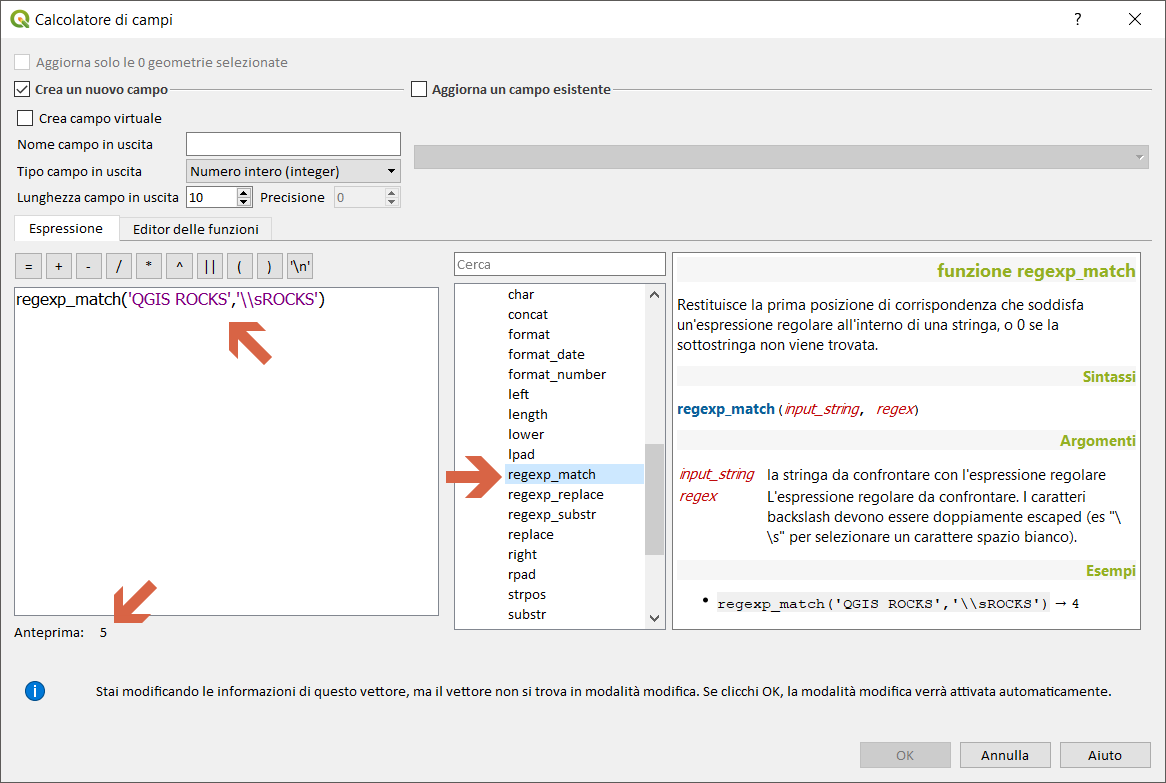 Calcolatore di campi
?
Aggiorna solo le 0 geometrie selezionate
Crea un nuovo campo
Aggiorna un campo esistente
Crea campo virtuale
Nome campo in uscita
Tipo campo in uscita Numero intero (integer)
Lunghezza campo in uscita 10 Precisione 0
Espressione Editor delle funzioni
= + - / * ^ || ( ) '\n'
regexp_match('QGIS ROCKS','\\sROCKS')
Anteprima: 5
Cerca
char
concat
format
format_date
format_number
left
length
lower
lpad
regexp_match
regexp_replace
regexp_substr
replace
right
rpad
strpos
substr
funzione regexp_match
Restituisce la prima posizione di corrispondenza che soddisfa
un'espressione regolare all'interno di una stringa, o 0 se la
sottostringa non viene trovata.
Sintassi
regexp_match(input_string, regex)
Argomenti
input_string la stringa da confrontare con l'espressione regolare
regex L'espressione regolare da confrontare. I caratteri
backslash devono essere doppiamente escaped (es "\
\s" per selezionare un carattere spazio bianco).
Esempi
• regexp_match('QGIS ROCKS','\\sROCKS') → 4
i
Stai modificando le informazioni di questo vettore, ma il vettore non si trova in modalità modifica. Se clicchi OK, la modalità modifica verrà attivata automaticamente.
OK Annulla Aiuto